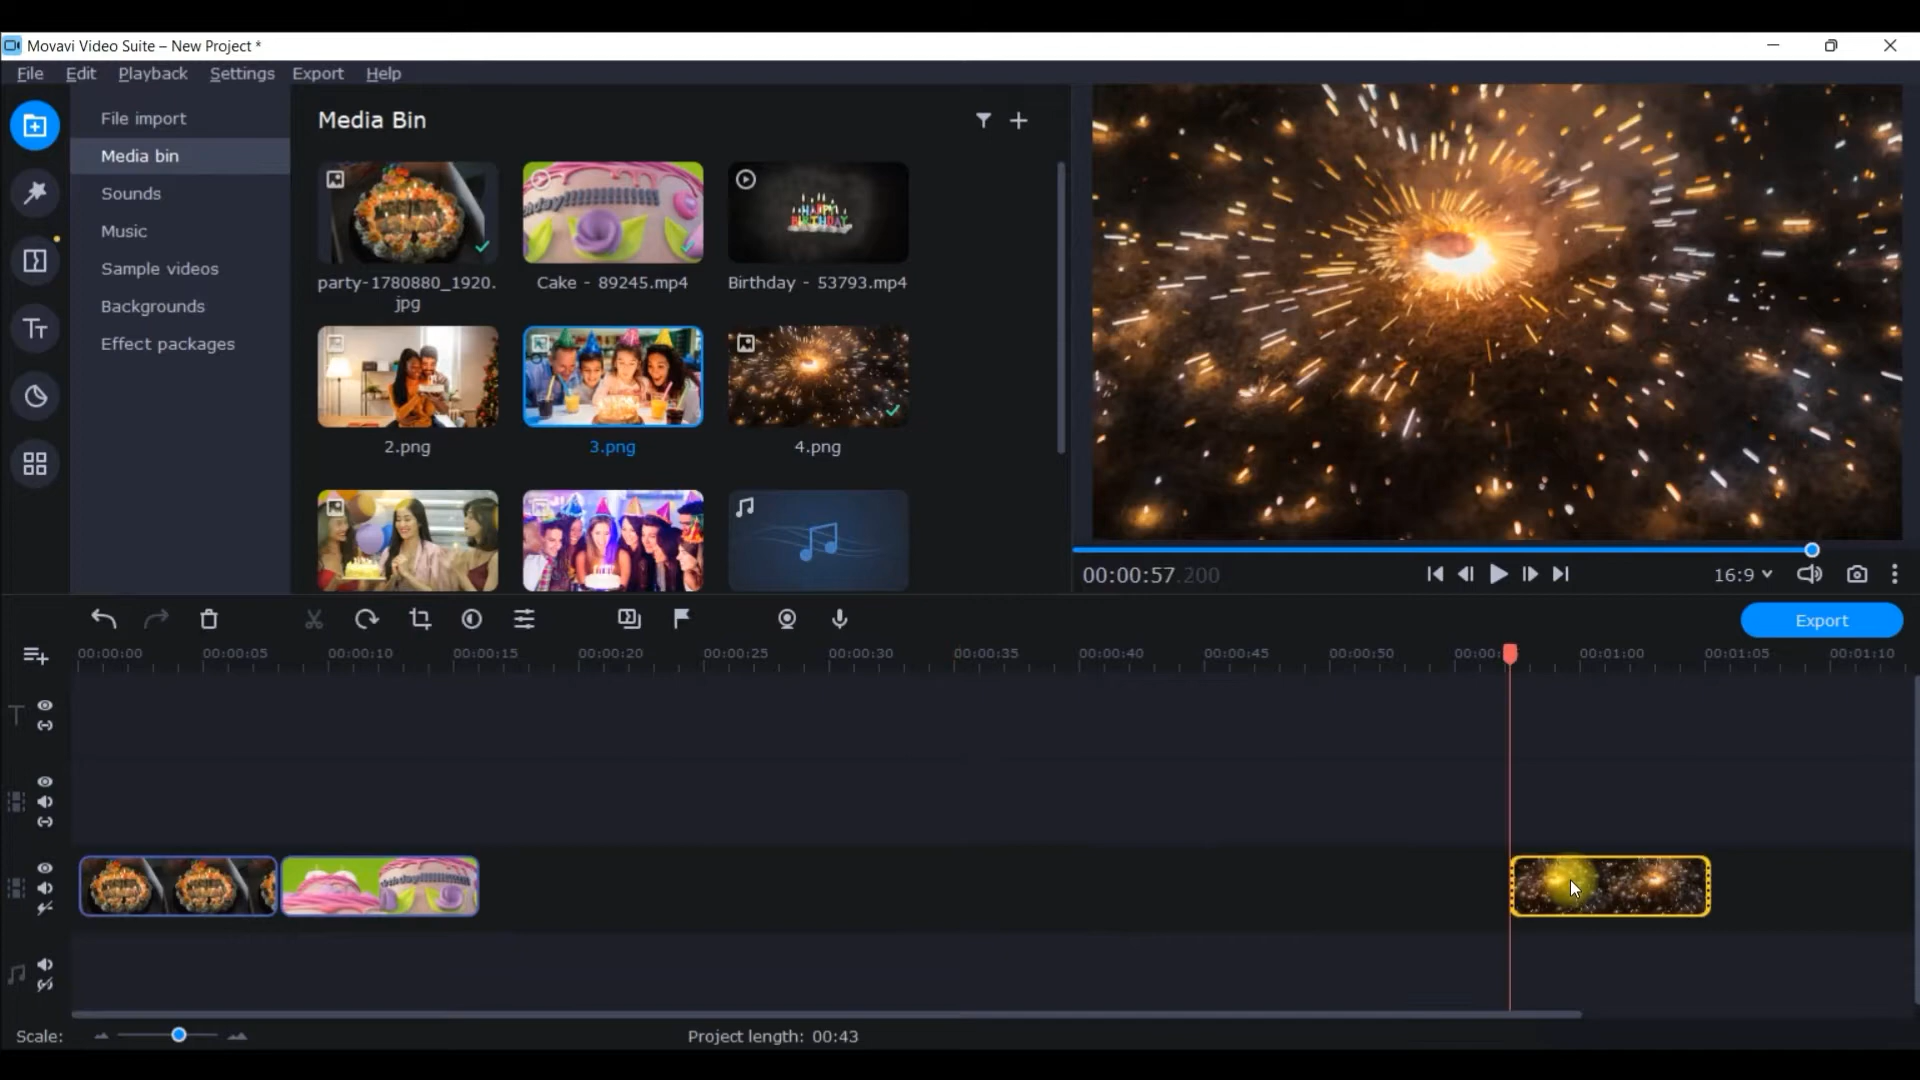 Movavi Video Suite – New Project *
File Edit Playback Settings Export Help
File import
Media bin
Sounds
Music
Sample videos
Backgrounds
Effect packages
Media Bin
party-1780880_1920.
jpg
Cake - 89245.mp4
Birthday - 53793.mp4
HAPPY
BIRTHDAY
2.png
3.png
4.png
00:00:57.200
16:9
Export
00:00:00 00:00:05 00:00:10 00:00:15 00:00:20 00:00:25 00:00:30 00:00:35 00:00:40 00:00:45 00:00:50 00:01:00 00:01:05 00:01:10
Scale:
Project length: 00:43